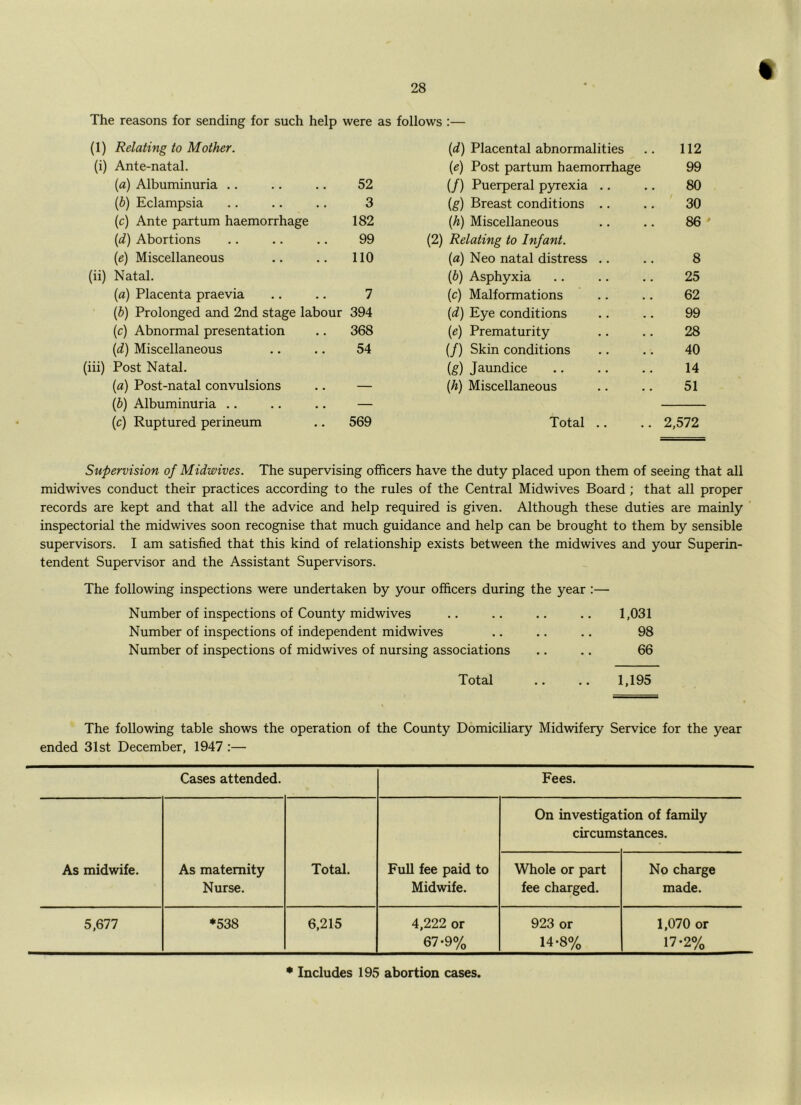 28
The reasons for sending for such help were as follows :—
(1) Relating to Mother.
(i) Ante-natal.
(a) Albuminuria .. .. .. 52
(b) Eclampsia .. .. .. 3
(c) Ante partum haemorrhage 182
(d) Abortions .. .. .. 99
(e) Miscellaneous .. .. 110
(ii) Natal.
(a) Placenta praevia .. .. 7
(b) Prolonged and 2nd stage labour 394
(c) Abnormal presentation .. 368
(d) Miscellaneous .. .. 54
(iii) Post Natal.
(a) Post-natal convulsions .. —
(b) Albuminuria .. .. .. —
(c) Ruptured perineum .. 569
(d) Placental abnormalities .. 112
(e) Post partum haemorrhage 99
(f) Puerperal pyrexia .. .. 80
(g) Breast conditions .. .. 30
(h) Miscellaneous .. .. 86
(2) Relating to Infant.
(a) Neo natal distress .. .. 8
(b) Asphyxia .. .. .. 25
(c) Malformations .. .. 62
(d) Eye conditions .. .. 99
(e) Prematurity .. .. 28
(f) Skin conditions .. .. 40
(g) Jaundice .. .. .. 14
(h) Miscellaneous .. .. 51
Total .. .. 2,572
Supervision of Midwives. The supervising officers have the duty placed upon them of seeing that all
midwives conduct their practices according to the rules of the Central Midwives Board ; that all proper
records are kept and that all the advice and help required is given. Although these duties are mainly
inspectorial the midwives soon recognise that much guidance and help can be brought to them by sensible
supervisors. I am satisfied that this kind of relationship exists between the midwives and your Superin-
tendent Supervisor and the Assistant Supervisors.
The following inspections were undertaken by your officers during the year :—
Number of inspections of County midwives .. .. .. .. 1,031
Number of inspections of independent midwives .. .. .. 98
Number of inspections of midwives of nursing associations .. .. 66
Total .. .. 1,195
The following table shows the operation of the County Domiciliary Midwifery Service for the year
ended 31st December, 1947 :—
Cases attended. Fees.
On investigation of family
circumstances.
As midwife. As maternity Total. Full fee paid to Whole or part No charge
Nurse. Midwife. fee charged. made.
5,677 *538 6,215 4,222 or 923 or 1,070 or
67·9% 14·8% 17·2%
* Includes 195 abortion cases.